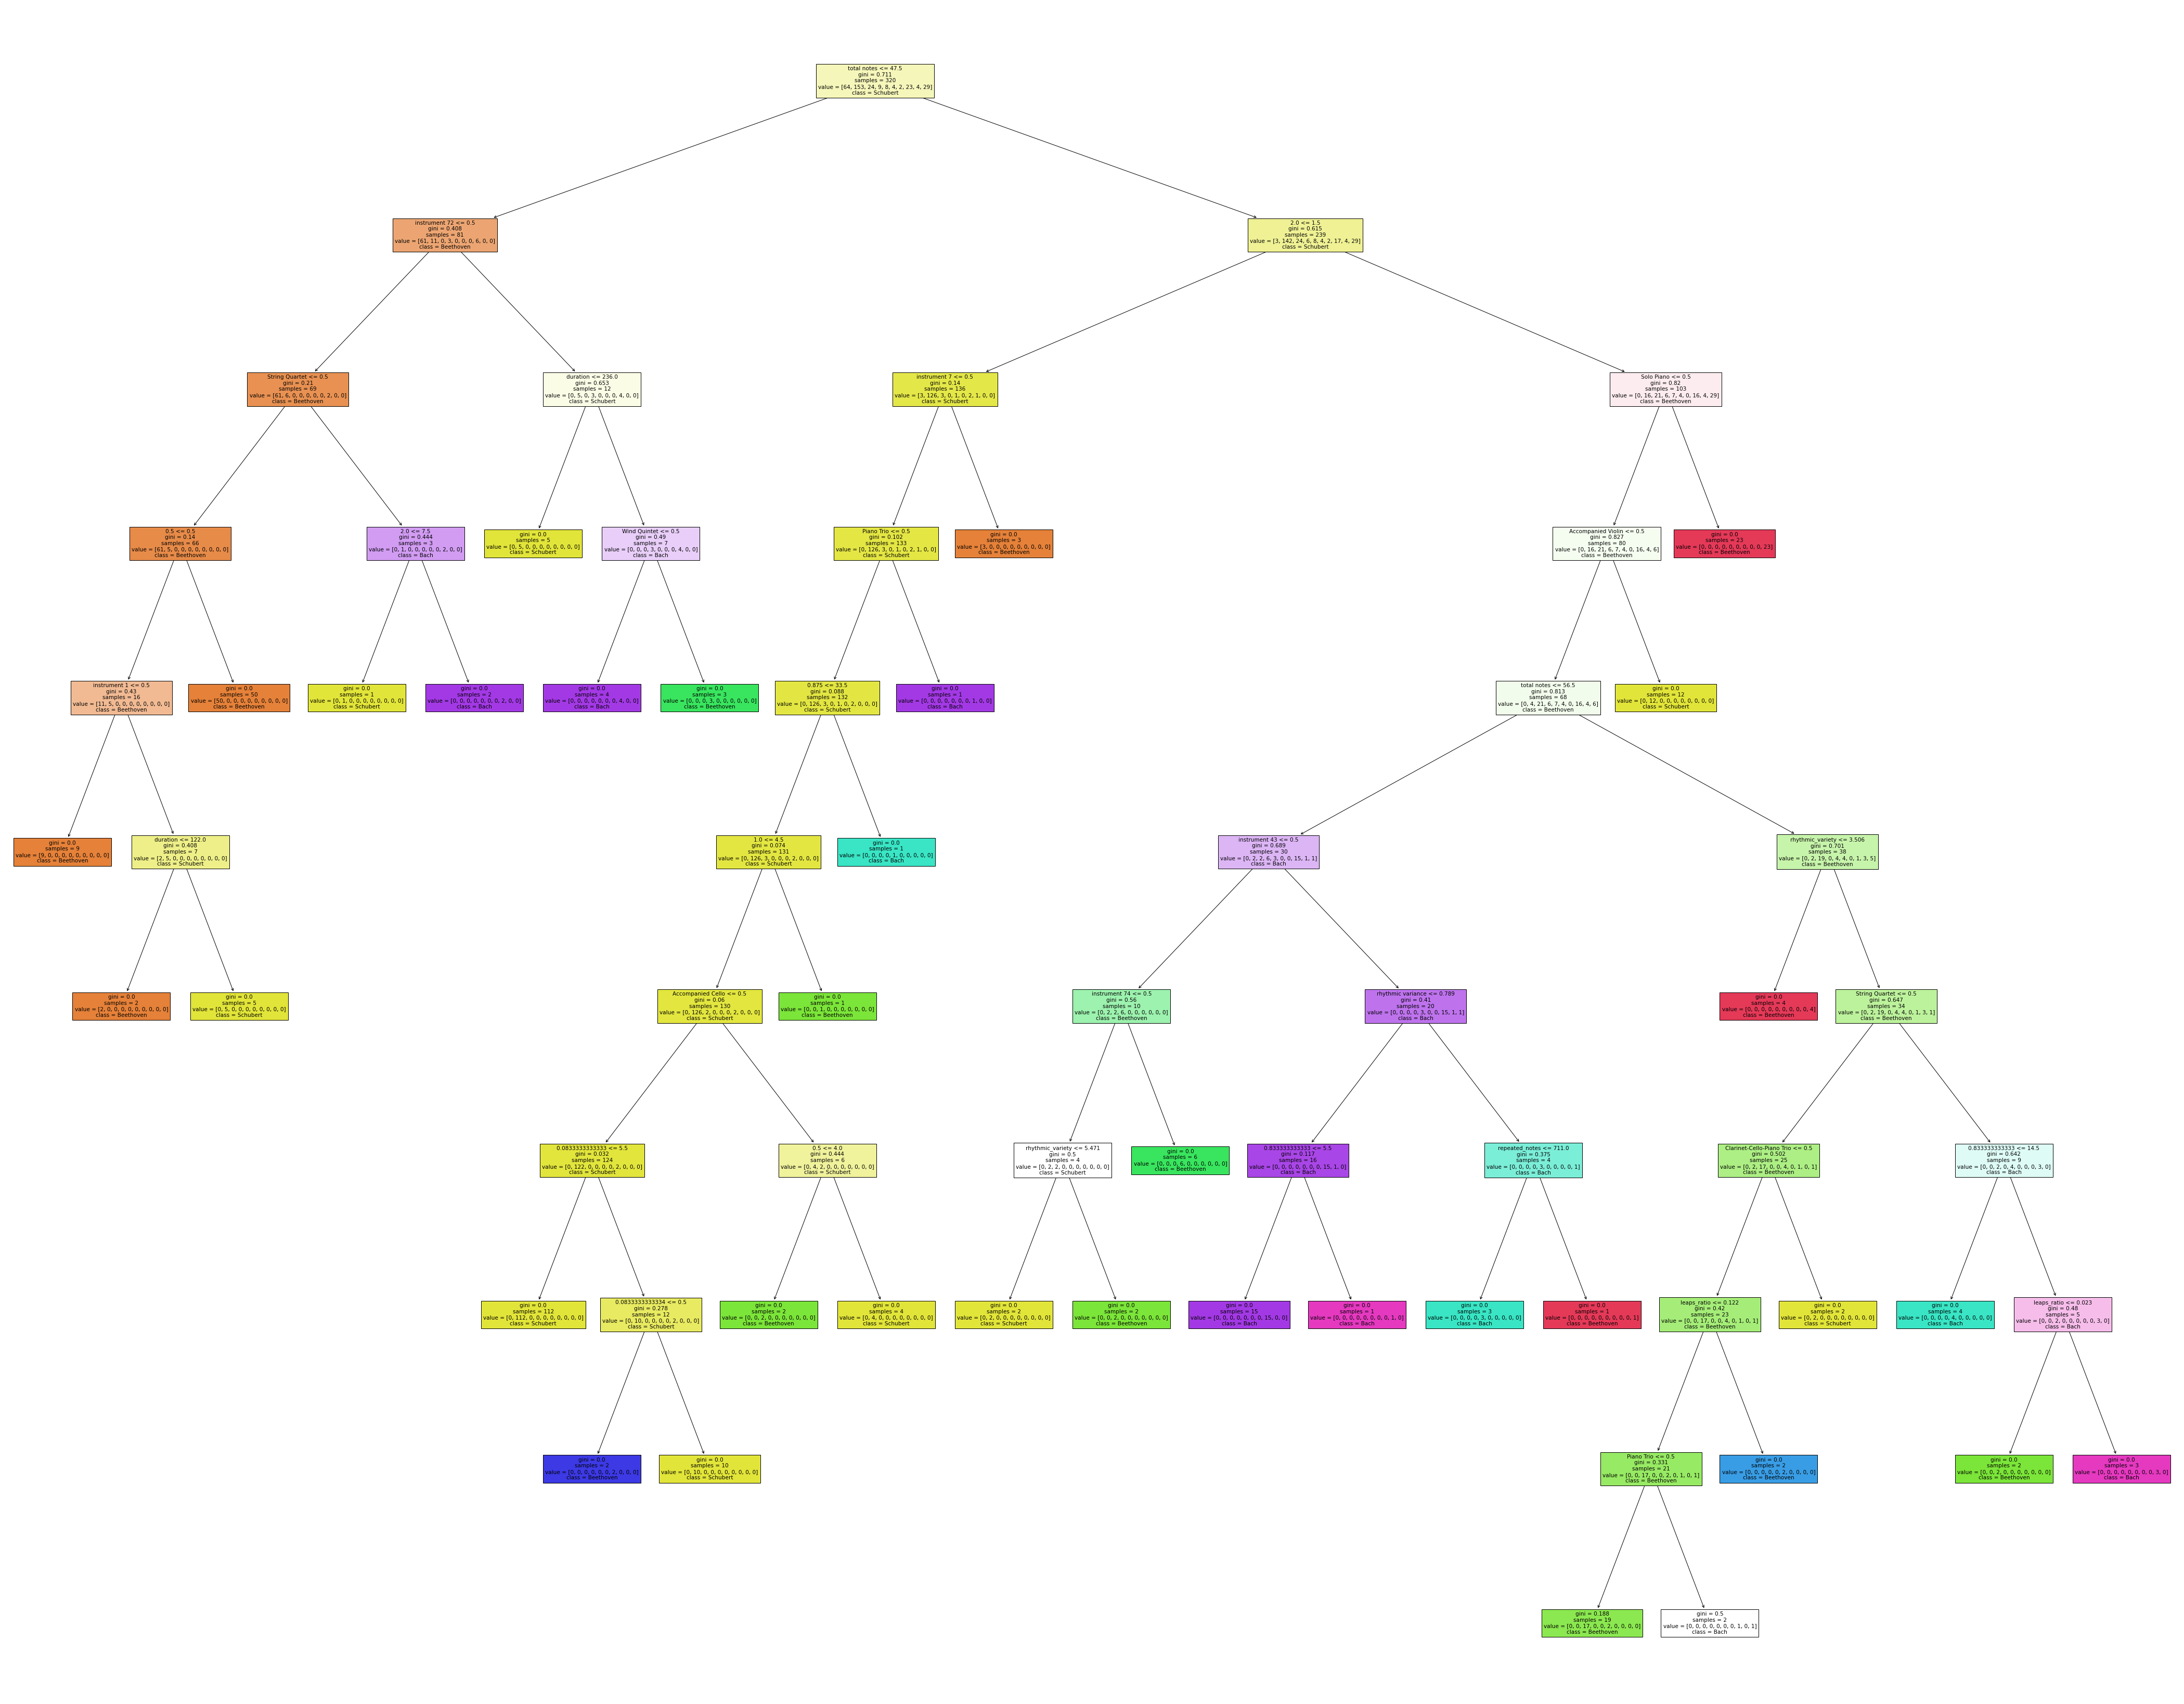 total notes <= 47.5
gini = 0.711
samples = 320
value = [64, 153, 24, 9, 8, 4, 2, 23, 4, 29]
class = Schubert
instrument 72 <= 0.5
gini = 0.408
samples = 81
value = [61, 11, 0, 3, 0, 0, 0, 6, 0, 0]
class = Beethoven
2.0 <= 1.5
gini = 0.615
samples = 239
value = [3, 142, 24, 6, 8, 4, 2, 17, 4, 29]
class = Schubert
String Quartet <= 0.5
gini = 0.21
samples = 69
value = [61, 6, 0, 0, 0, 0, 0, 2, 0, 0]
class = Beethoven
duration <= 236.0
gini = 0.653
samples = 12
value = [0, 5, 0, 3, 0, 0, 0, 4, 0, 0]
class = Schubert
instrument 7 <= 0.5
gini = 0.14
samples = 136
value = [3, 126, 3, 0, 1, 0, 2, 1, 0, 0]
class = Schubert
Solo Piano <= 0.5
gini = 0.82
samples = 103
value = [0, 16, 21, 6, 7, 4, 0, 16, 4, 29]
class = Beethoven
0.5 <= 0.5
gini = 0.14
samples = 66
value = [61, 5, 0, 0, 0, 0, 0, 0, 0, 0]
class = Beethoven
2.0 <= 7.5
gini = 0.444
samples = 3
value = [0, 1, 0, 0, 0, 0, 0, 2, 0, 0]
class = Bach
gini = 0.0
samples = 5
value = [0, 5, 0, 0, 0, 0, 0, 0, 0, 0]
class = Schubert
Wind Quintet <= 0.5
gini = 0.49
samples = 7
value = [0, 0, 0, 3, 0, 0, 0, 4, 0, 0]
class = Bach
Piano Trio <= 0.5
gini = 0.102
samples = 133
value = [0, 126, 3, 0, 1, 0, 2, 1, 0, 0]
class = Schubert
gini = 0.0
samples = 3
value = [3, 0, 0, 0, 0, 0, 0, 0, 0, 0]
class = Beethoven
Accompanied Violin <= 0.5
gini = 0.827
samples = 80
value = [0, 16, 21, 6, 7, 4, 0, 16, 4, 6]
class = Beethoven
gini = 0.0
samples = 23
value = [0, 0, 0, 0, 0, 0, 0, 0, 0, 23]
class = Beethoven
instrument 1 <= 0.5
gini = 0.43
samples = 16
value = [11, 5, 0, 0, 0, 0, 0, 0, 0, 0]
class = Beethoven
gini = 0.0
samples = 50
value = [50, 0, 0, 0, 0, 0, 0, 0, 0, 0]
class = Beethoven
gini = 0.0
samples = 1
value = [0, 1, 0, 0, 0, 0, 0, 0, 0, 0]
class = Schubert
gini = 0.0
samples = 2
value = [0, 0, 0, 0, 0, 0, 0, 2, 0, 0]
class = Bach
gini = 0.0
samples = 4
value = [0, 0, 0, 0, 0, 0, 0, 4, 0, 0]
class = Bach
gini = 0.0
samples = 3
value = [0, 0, 0, 3, 0, 0, 0, 0, 0, 0]
class = Beethoven
0.875 <= 33.5
gini = 0.088
samples = 132
value = [0, 126, 3, 0, 1, 0, 2, 0, 0, 0]
class = Schubert
gini = 0.0
samples = 1
value = [0, 0, 0, 0, 0, 0, 0, 1, 0, 0]
class = Bach
total notes <= 56.5
gini = 0.813
samples = 68
value = [0, 4, 21, 6, 7, 4, 0, 16, 4, 6]
class = Beethoven
gini = 0.0
samples = 12
value = [0, 12, 0, 0, 0, 0, 0, 0, 0, 0]
class = Schubert
gini = 0.0
samples = 9
value = [9, 0, 0, 0, 0, 0, 0, 0, 0, 0]
class = Beethoven
duration <= 122.0
gini = 0.408
samples = 7
value = [2, 5, 0, 0, 0, 0, 0, 0, 0, 0]
class = Schubert
1.0 <= 4.5
gini = 0.074
samples = 131
value = [0, 126, 3, 0, 0, 0, 2, 0, 0, 0]
class = Schubert
gini = 0.0
samples = 1
value = [0, 0, 0, 0, 1, 0, 0, 0, 0, 0]
class = Bach
instrument 43 <= 0.5
gini = 0.689
samples = 30
value = [0, 2, 2, 6, 3, 0, 0, 15, 1, 1]
class = Bach
rhythmic_variety <= 3.506
gini = 0.701
samples = 38
value = [0, 2, 19, 0, 4, 4, 0, 1, 3, 5]
class = Beethoven
gini = 0.0
samples = 2
value = [2, 0, 0, 0, 0, 0, 0, 0, 0, 0]
class = Beethoven
gini = 0.0
samples = 5
value = [0, 5, 0, 0, 0, 0, 0, 0, 0, 0]
class = Schubert
Accompanied Cello <= 0.5
gini = 0.06
samples = 130
value = [0, 126, 2, 0, 0, 0, 2, 0, 0, 0]
class = Schubert
gini = 0.0
samples = 1
value = [0, 0, 1, 0, 0, 0, 0, 0, 0, 0]
class = Beethoven
instrument 74 <= 0.5
gini = 0.56
samples = 10
value = [0, 2, 2, 6, 0, 0, 0, 0, 0, 0]
class = Beethoven
rhythmic variance <= 0.789
gini = 0.41
samples = 20
value = [0, 0, 0, 0, 3, 0, 0, 15, 1, 1]
class = Bach
gini = 0.0
samples = 4
value = [0, 0, 0, 0, 0, 0, 0, 0, 0, 4]
class = Beethoven
String Quartet <= 0.5
gini = 0.647
samples = 34
value = [0, 2, 19, 0, 4, 4, 0, 1, 3, 1]
class = Beethoven
0.0833333333333 <= 5.5
gini = 0.032
samples = 124
value = [0, 122, 0, 0, 0, 0, 2, 0, 0, 0]
class = Schubert
0.5 <= 4.0
gini = 0.444
samples = 6
value = [0, 4, 2, 0, 0, 0, 0, 0, 0, 0]
class = Schubert
rhythmic_variety <= 5.471
gini = 0.5
samples = 4
value = [0, 2, 2, 0, 0, 0, 0, 0, 0, 0]
class = Schubert
gini = 0.0
samples = 6
value = [0, 0, 0, 6, 0, 0, 0, 0, 0, 0]
class = Beethoven
0.833333333333 <= 5.5
gini = 0.117
samples = 16
value = [0, 0, 0, 0, 0, 0, 0, 15, 1, 0]
class = Bach
repeated_notes <= 711.0
gini = 0.375
samples = 4
value = [0, 0, 0, 0, 3, 0, 0, 0, 0, 1]
class = Bach
Clarinet-Cello-Piano Trio <= 0.5
gini = 0.502
samples = 25
value = [0, 2, 17, 0, 0, 4, 0, 1, 0, 1]
class = Beethoven
0.833333333333 <= 14.5
gini = 0.642
samples = 9
value = [0, 0, 2, 0, 4, 0, 0, 0, 3, 0]
class = Bach
gini = 0.0
samples = 112
value = [0, 112, 0, 0, 0, 0, 0, 0, 0, 0]
class = Schubert
0.0833333333334 <= 0.5
gini = 0.278
samples = 12
value = [0, 10, 0, 0, 0, 0, 2, 0, 0, 0]
class = Schubert
gini = 0.0
samples = 2
value = [0, 0, 2, 0, 0, 0, 0, 0, 0, 0]
class = Beethoven
gini = 0.0
samples = 4
value = [0, 4, 0, 0, 0, 0, 0, 0, 0, 0]
class = Schubert
gini = 0.0
samples = 2
value = [0, 2, 0, 0, 0, 0, 0, 0, 0, 0]
class = Schubert
gini = 0.0
samples = 2
value = [0, 0, 2, 0, 0, 0, 0, 0, 0, 0]
class = Beethoven
gini = 0.0
samples = 15
value = [0, 0, 0, 0, 0, 0, 0, 15, 0, 0]
class = Bach
gini = 0.0
samples = 1
value = [0, 0, 0, 0, 0, 0, 0, 0, 1, 0]
class = Bach
gini = 0.0
samples = 3
value = [0, 0, 0, 0, 3, 0, 0, 0, 0, 0]
class = Bach
gini = 0.0
samples = 1
value = [0, 0, 0, 0, 0, 0, 0, 0, 0, 1]
class = Beethoven
leaps_ratio <= 0.122
gini = 0.42
samples = 23
value = [0, 0, 17, 0, 0, 4, 0, 1, 0, 1]
class = Beethoven
gini = 0.0
samples = 2
value = [0, 2, 0, 0, 0, 0, 0, 0, 0, 0]
class = Schubert
gini = 0.0
samples = 4
value = [0, 0, 0, 0, 4, 0, 0, 0, 0, 0]
class = Bach
leaps_ratio <= 0.023
gini = 0.48
samples = 5
value = [0, 0, 2, 0, 0, 0, 0, 0, 3, 0]
class = Bach
gini = 0.0
samples = 2
value = [0, 0, 0, 0, 0, 0, 2, 0, 0, 0]
class = Beethoven
gini = 0.0
samples = 10
value = [0, 10, 0, 0, 0, 0, 0, 0, 0, 0]
class = Schubert
Piano Trio <= 0.5
gini = 0.331
samples = 21
value = [0, 0, 17, 0, 0, 2, 0, 1, 0, 1]
class = Beethoven
gini = 0.0
samples = 2
value = [0, 0, 0, 0, 0, 2, 0, 0, 0, 0]
class = Beethoven
gini = 0.0
samples = 2
value = [0, 0, 2, 0, 0, 0, 0, 0, 0, 0]
class = Beethoven
gini = 0.0
samples = 3
value = [0, 0, 0, 0, 0, 0, 0, 0, 3, 0]
class = Bach
gini = 0.188
samples = 19
value = [0, 0, 17, 0, 0, 2, 0, 0, 0, 0]
class = Beethoven
gini = 0.5
samples = 2
value = [0, 0, 0, 0, 0, 0, 0, 1, 0, 1]
class = Bach